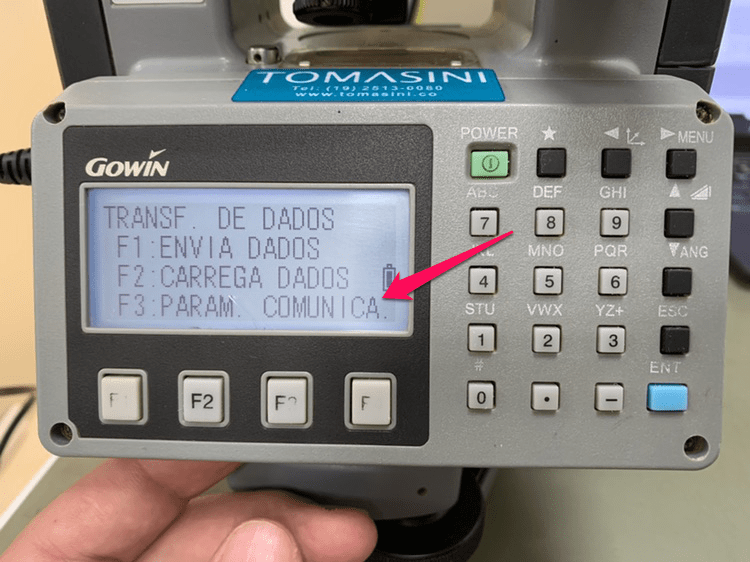 TOMASINI
Tel: (19) 2513-0080
www.tomasini.co
GOWIN
TRANSF. DE DADOS
F1:ENVIA DADOS
F2:CARREGA DADOS
F3:PARAM. COMUNICA.
F1 F2 F3 F
POWER ★ ◄ ► MENU
ABC DEF GHI ▲
7 8 9
MNO PQR ▼ ANG
4 5 6
STU VWX YZ+ ESC
1 2 3
# ENT
0 • −